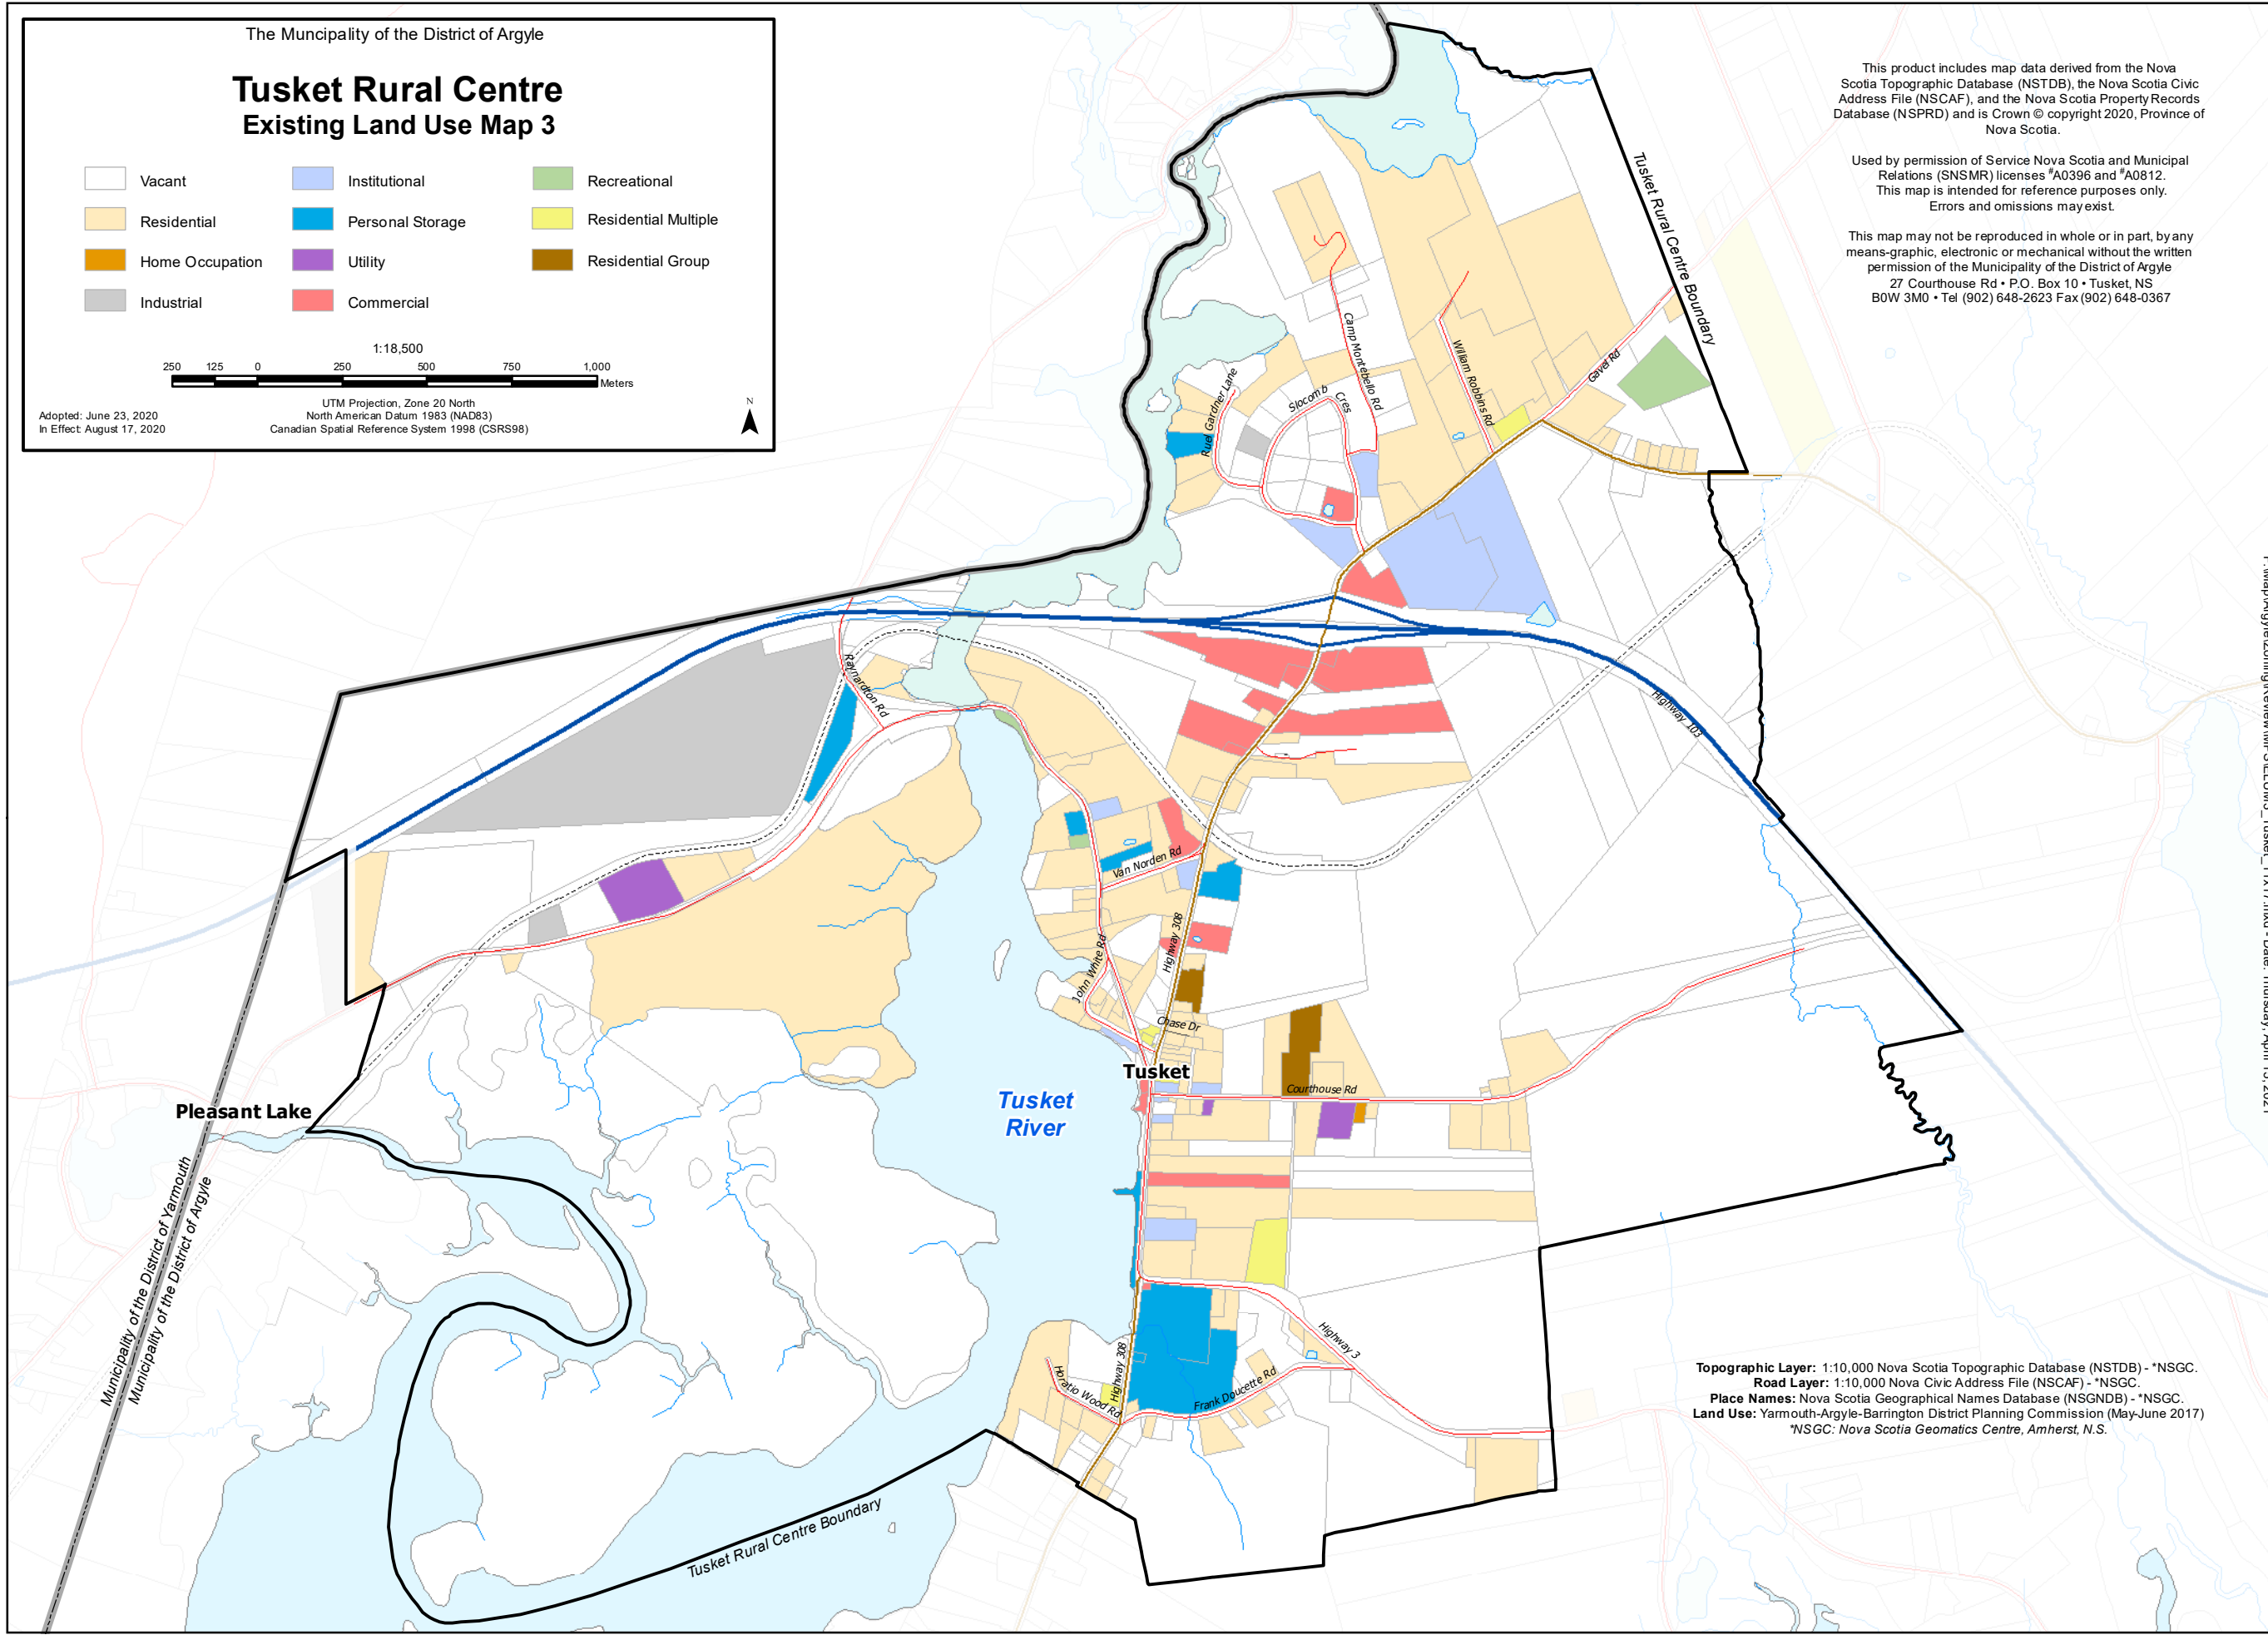 The Muncipality of the District of Argyle
Tusket Rural Centre
Existing Land Use Map 3
Vacant
Residential
Home Occupation
Industrial
Institutional
Personal Storage
Utility
Commercial
Recreational
Residential Multiple
Residential Group
1:18,500
250 125 0 250 500 750 1,000
Meters
UTM Projection, Zone 20 North
North American Datum 1983 (NAD83)
Canadian Spatial Reference System 1998 (CSRS98)
Adopted: June 23, 2020
In Effect: August 17, 2020
N
This product includes map data derived from the Nova
Scotia Topographic Database (NSTDB), the Nova Scotia Civic
Address File (NSCAF), and the Nova Scotia Property Records
Database (NSPRD) and is Crown © copyright 2020, Province of
Nova Scotia.
Used by permission of Service Nova Scotia and Municipal
Relations (SNSMR) licenses #A0396 and #A0812.
This map is intended for reference purposes only.
Errors and omissions may exist.
This map may not be reproduced in whole or in part, by any
means-graphic, electronic or mechanical without the written
permission of the Municipality of the District of Argyle
27 Courthouse Rd • P.O. Box 10 • Tusket, NS
B0W 3M0 • Tel (902) 648-2623 Fax (902) 648-0367
Tusket Rural Centre Boundary
Camp Montebello Rd
William Robbins Rd
Gavel Rd
Ruel Gardner Lane
Slocomb Cres
Raynardton Rd
Highway 103
Van Norden Rd
Highway 308
John White Rd
Chase Dr
Tusket
Courthouse Rd
Tusket
River
Pleasant Lake
Municipality of the District of Yarmouth
Municipality of the District of Argyle
Highway 3
Highway 308
Horatio Wood Rd
Frank Doucette Rd
Tusket Rural Centre Boundary
Topographic Layer: 1:10,000 Nova Scotia Topographic Database (NSTDB) - *NSGC.
Road Layer: 1:10,000 Nova Civic Address File (NSCAF) - *NSGC.
Place Names: Nova Scotia Geographical Names Database (NSGNDB) - *NSGC.
Land Use: Yarmouth-Argyle-Barrington District Planning Commission (May-June 2017)
*NSGC: Nova Scotia Geomatics Centre, Amherst, N.S.